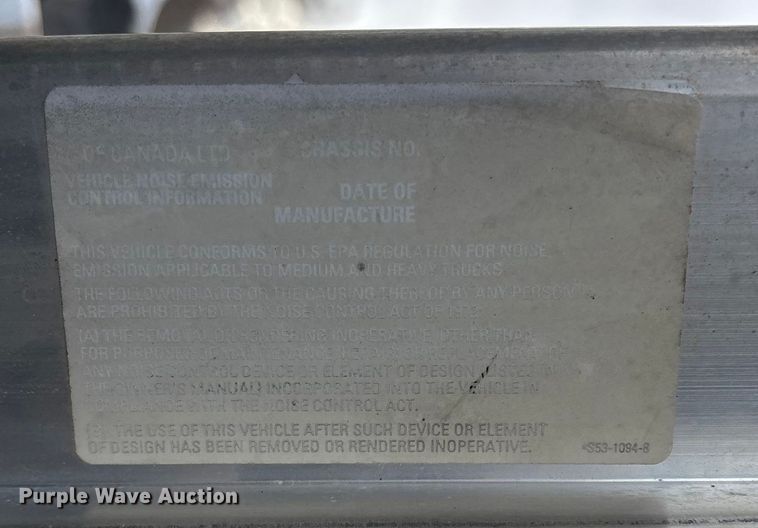 OF CANADA LTD
CHASSIS NO.
VEHICLE NOISE EMISSION
CONTROL INFORMATION
DATE OF
MANUFACTURE
THIS VEHICLE CONFORMS TO U.S. EPA REGULATION FOR NOISE
EMISSION APPLICABLE TO MEDIUM AND HEAVY TRUCKS
THE FOLLOWING ACTS OR THE CAUSING THEREOF BY ANY PERSON
ARE PROHIBITED BY THE NOISE CONTROL ACT OF 1972
(A) THE REMOVAL OR RENDERING INOPERATIVE OTHER THAN
FOR PURPOSES OF MAINTENANCE REPAIR OR REPLACEMENT OF
ANY NOISE CONTROL DEVICE OR ELEMENT OF DESIGN (LISTED IN
THE OWNER'S MANUAL) INCORPORATED INTO THE VEHICLE IN
COMPLIANCE WITH THE NOISE CONTROL ACT.
(B) THE USE OF THIS VEHICLE AFTER SUCH DEVICE OR ELEMENT
OF DESIGN HAS BEEN REMOVED OR RENDERED INOPERATIVE.
S53-1094-8
Purple Wave Auction